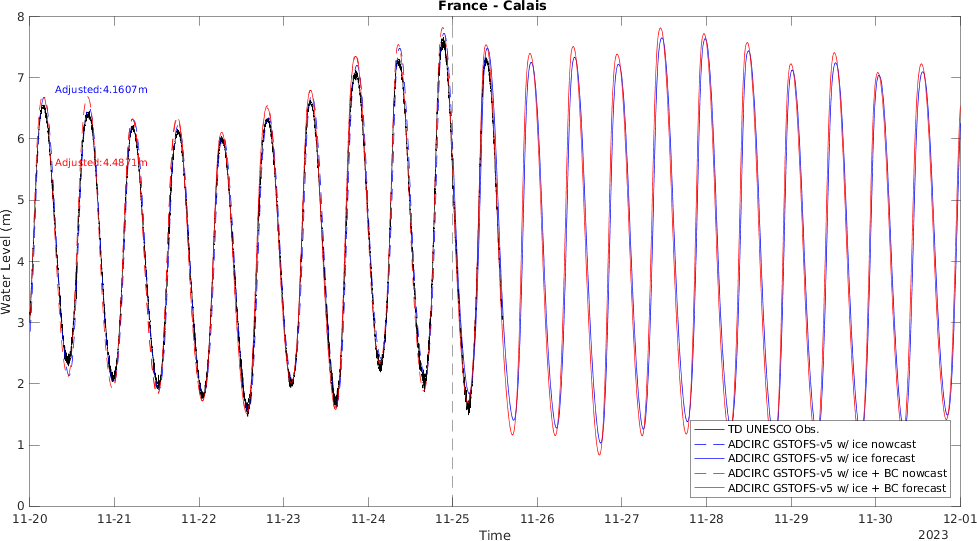 France - Calais
8
7
6
5
4
3
2
1
0
Water Level (m)
Adjusted:4.1607m
Adjusted:4.4871m
TD UNESCO Obs.
ADCIRC GSTOFS-v5 w/ ice nowcast
ADCIRC GSTOFS-v5 w/ ice forecast
ADCIRC GSTOFS-v5 w/ ice + BC nowcast
ADCIRC GSTOFS-v5 w/ ice + BC forecast
11-20 11-21 11-22 11-23 11-24 11-25 11-26 11-27 11-28 11-29 11-30 12-01
Time
2023